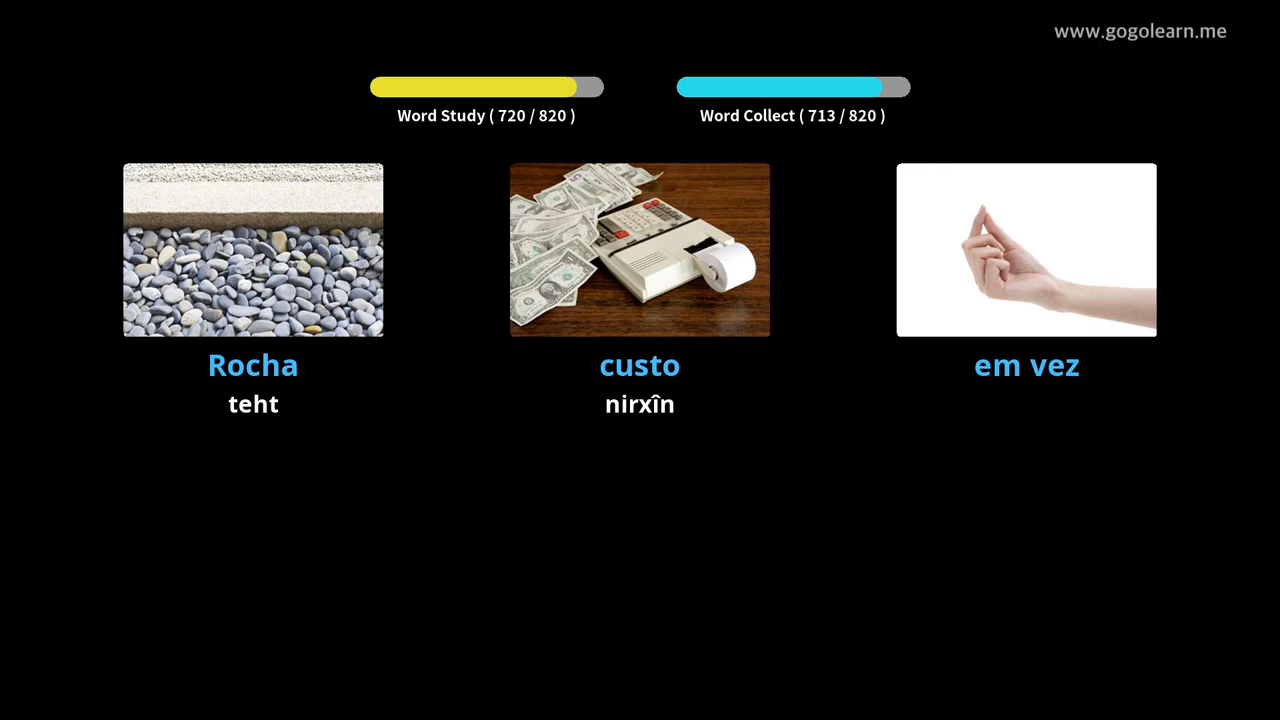 www.gogolearn.me
Word Study ( 720 / 820 )
Word Collect ( 713 / 820 )
Rocha
teht
custo
nirxîn
em vez